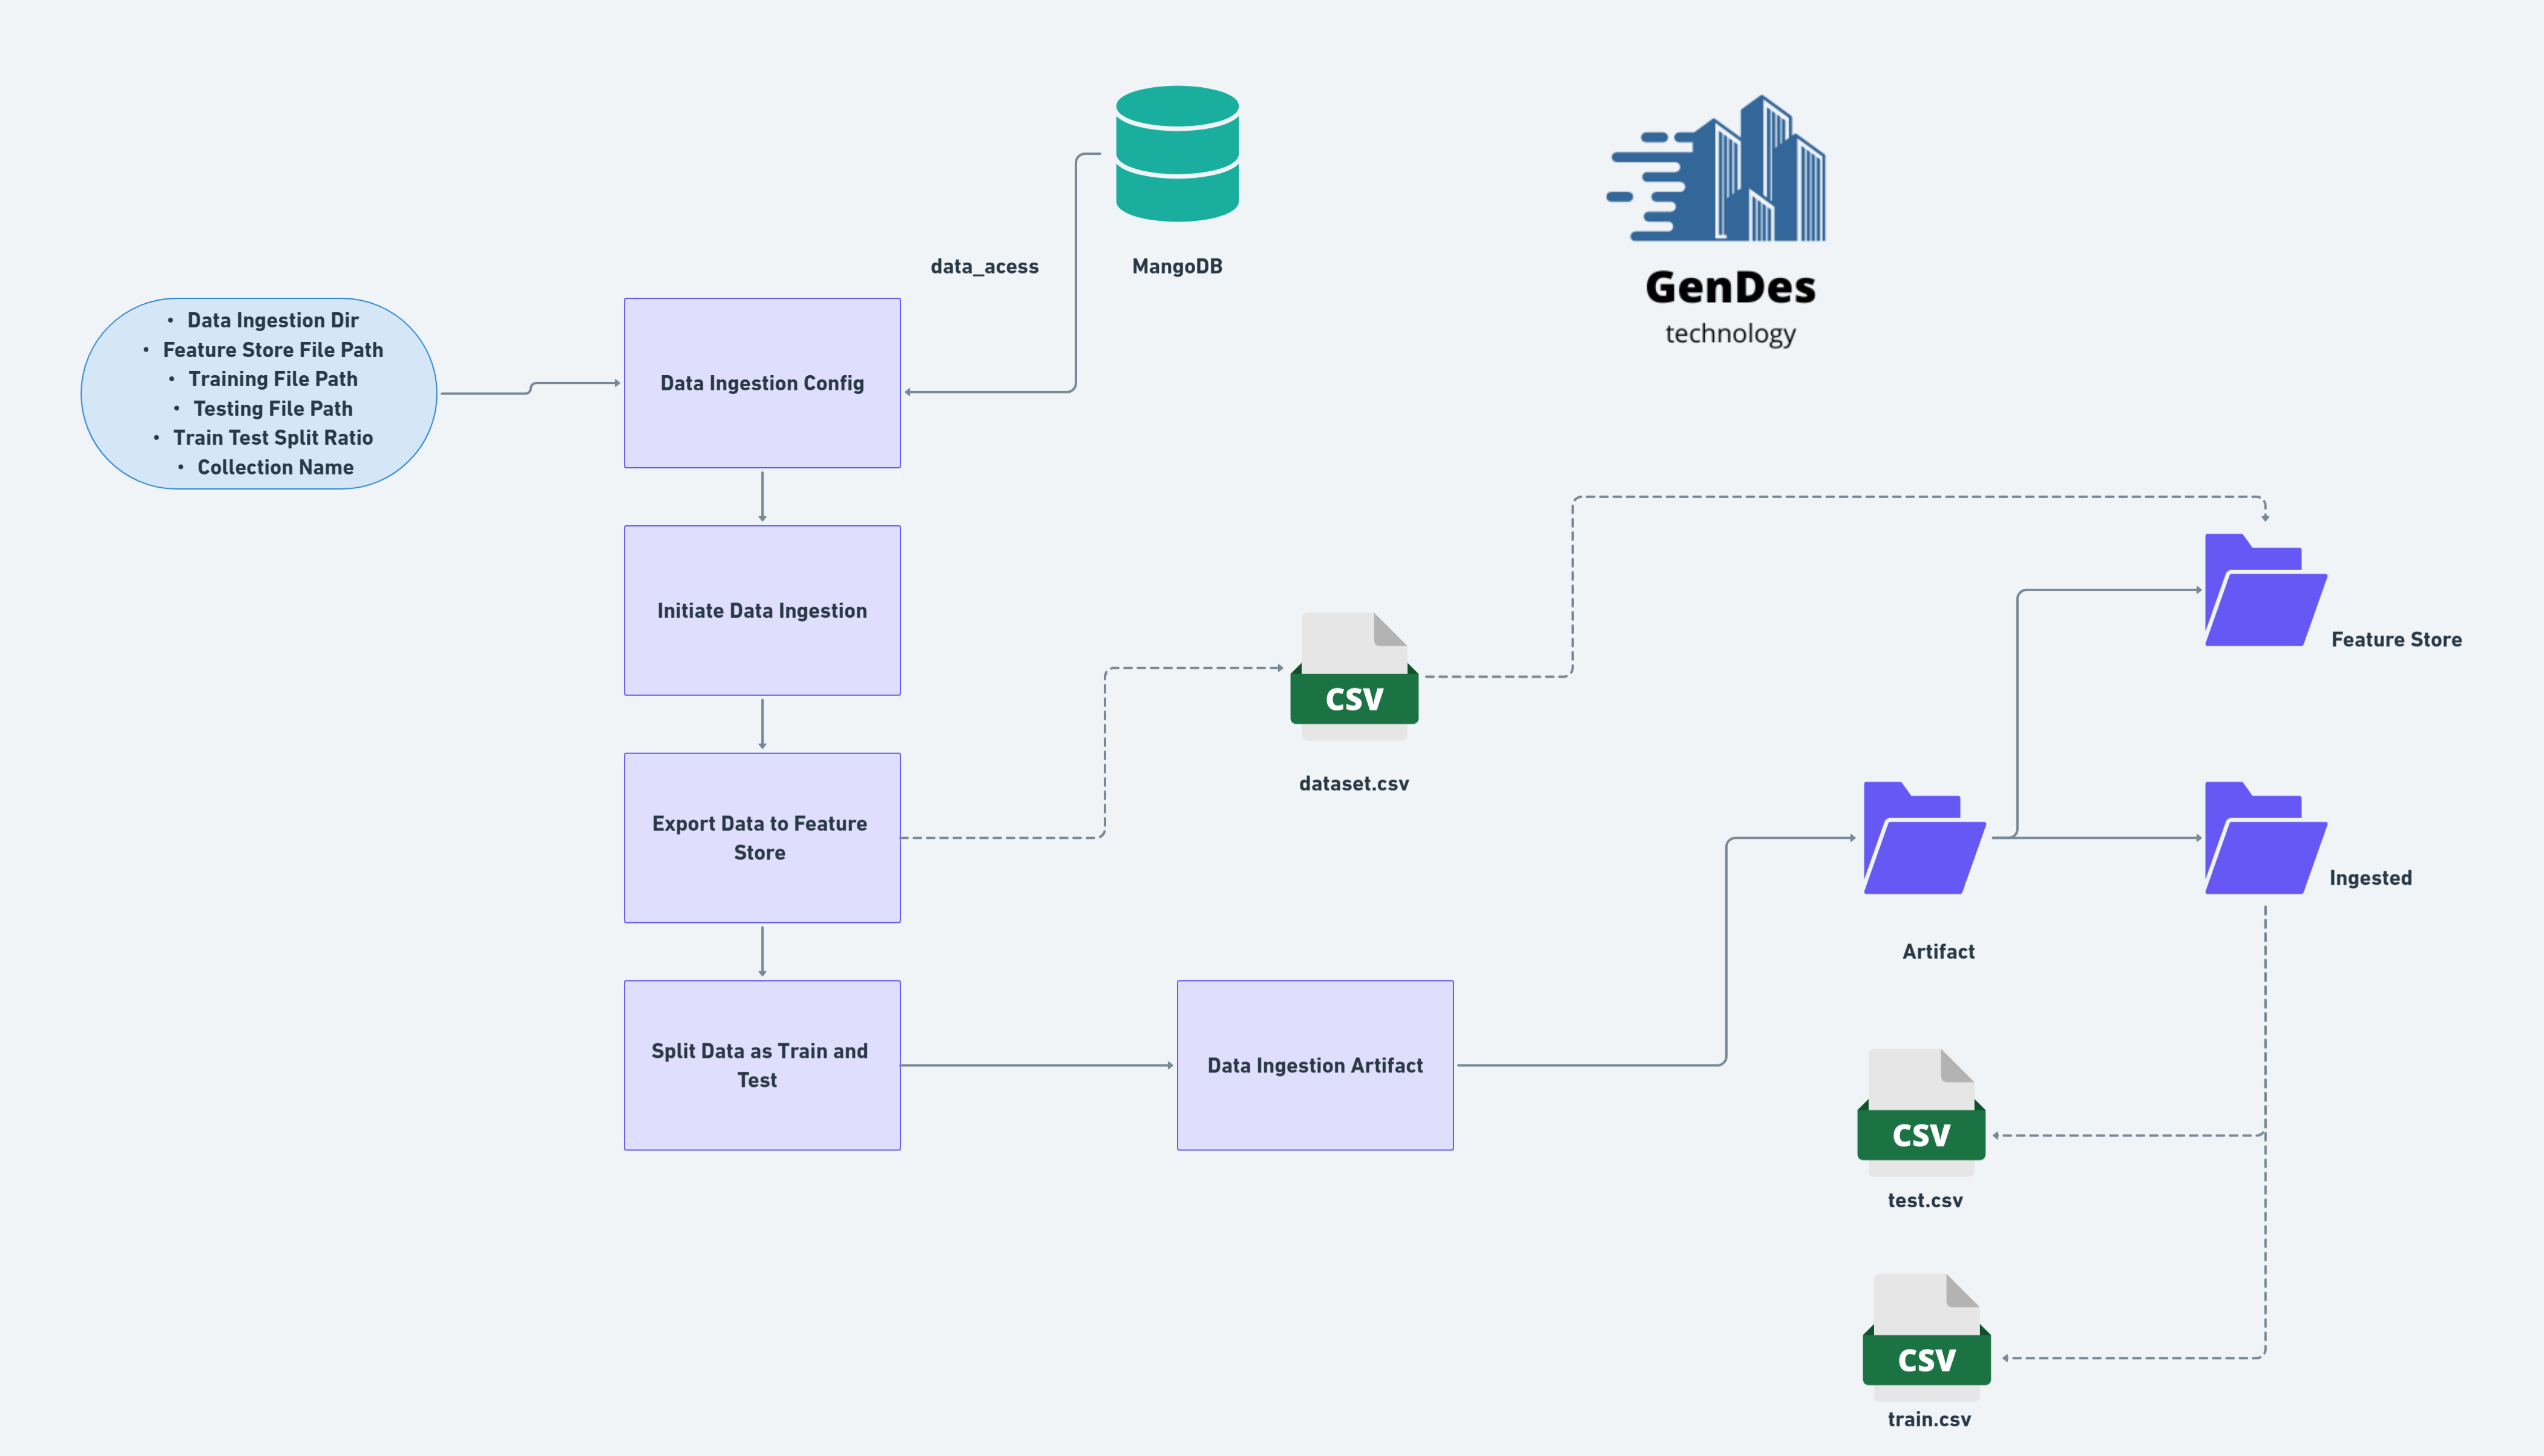 MangoDB
data_acess
GenDes
technology
• Data Ingestion Dir
• Feature Store File Path
• Training File Path
• Testing File Path
• Train Test Split Ratio
• Collection Name
Data Ingestion Config
Initiate Data Ingestion
Export Data to Feature
Store
Split Data as Train and
Test
Data Ingestion Artifact
CSV
dataset.csv
Feature Store
Artifact
Ingested
CSV
test.csv
CSV
train.csv